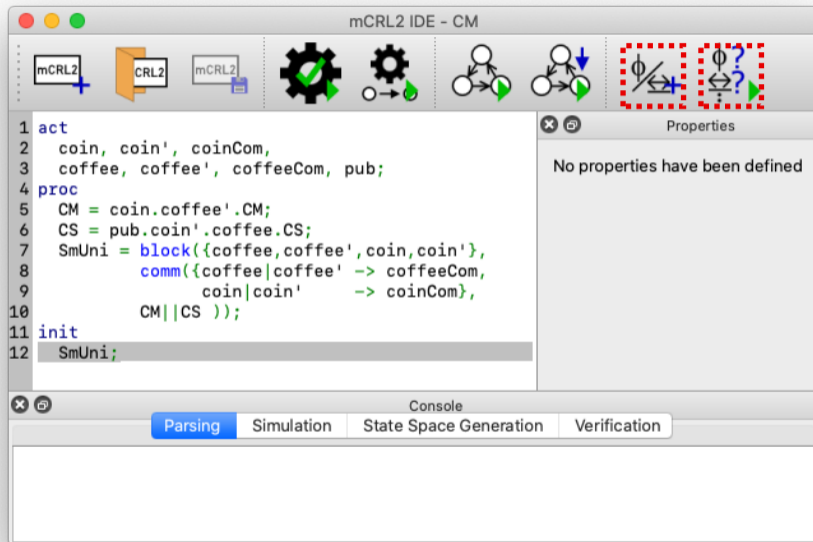 mCRL2 IDE - CM
mCRL2
CRL2
mCRL2
ϕ
ϕ?
?
1 act
2 coin, coin', coinCom,
3 coffee, coffee', coffeeCom, pub;
4 proc
5 CM = coin.coffee'.CM;
6 CS = pub.coin'.coffee.CS;
7 SmUni = block({coffee,coffee',coin,coin'},
8 comm({coffee|coffee' -> coffeeCom,
9 coin|coin' -> coinCom},
10 CM||CS ));
11 init
12 SmUni;
Properties
No properties have been defined
Console
Parsing Simulation State Space Generation Verification